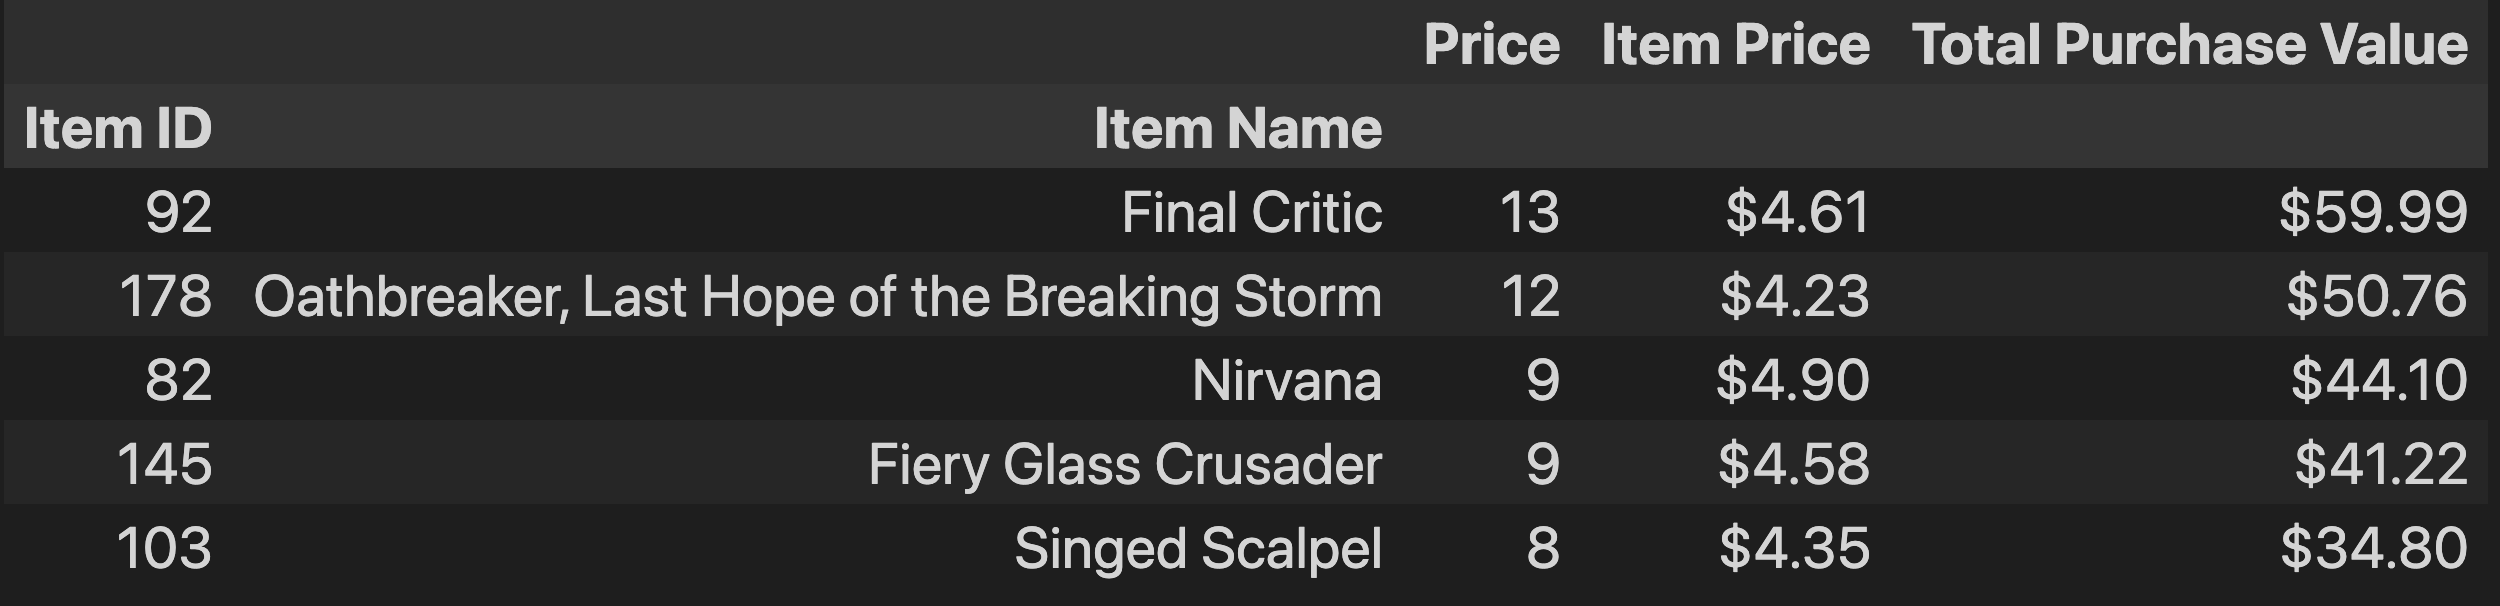 Price Item Price Total Purchase Value
Item ID Item Name
92 Final Critic 13 $4.61 $59.99
178 Oathbreaker, Last Hope of the Breaking Storm 12 $4.23 $50.76
82 Nirvana 9 $4.90 $44.10
145 Fiery Glass Crusader 9 $4.58 $41.22
103 Singed Scalpel 8 $4.35 $34.80